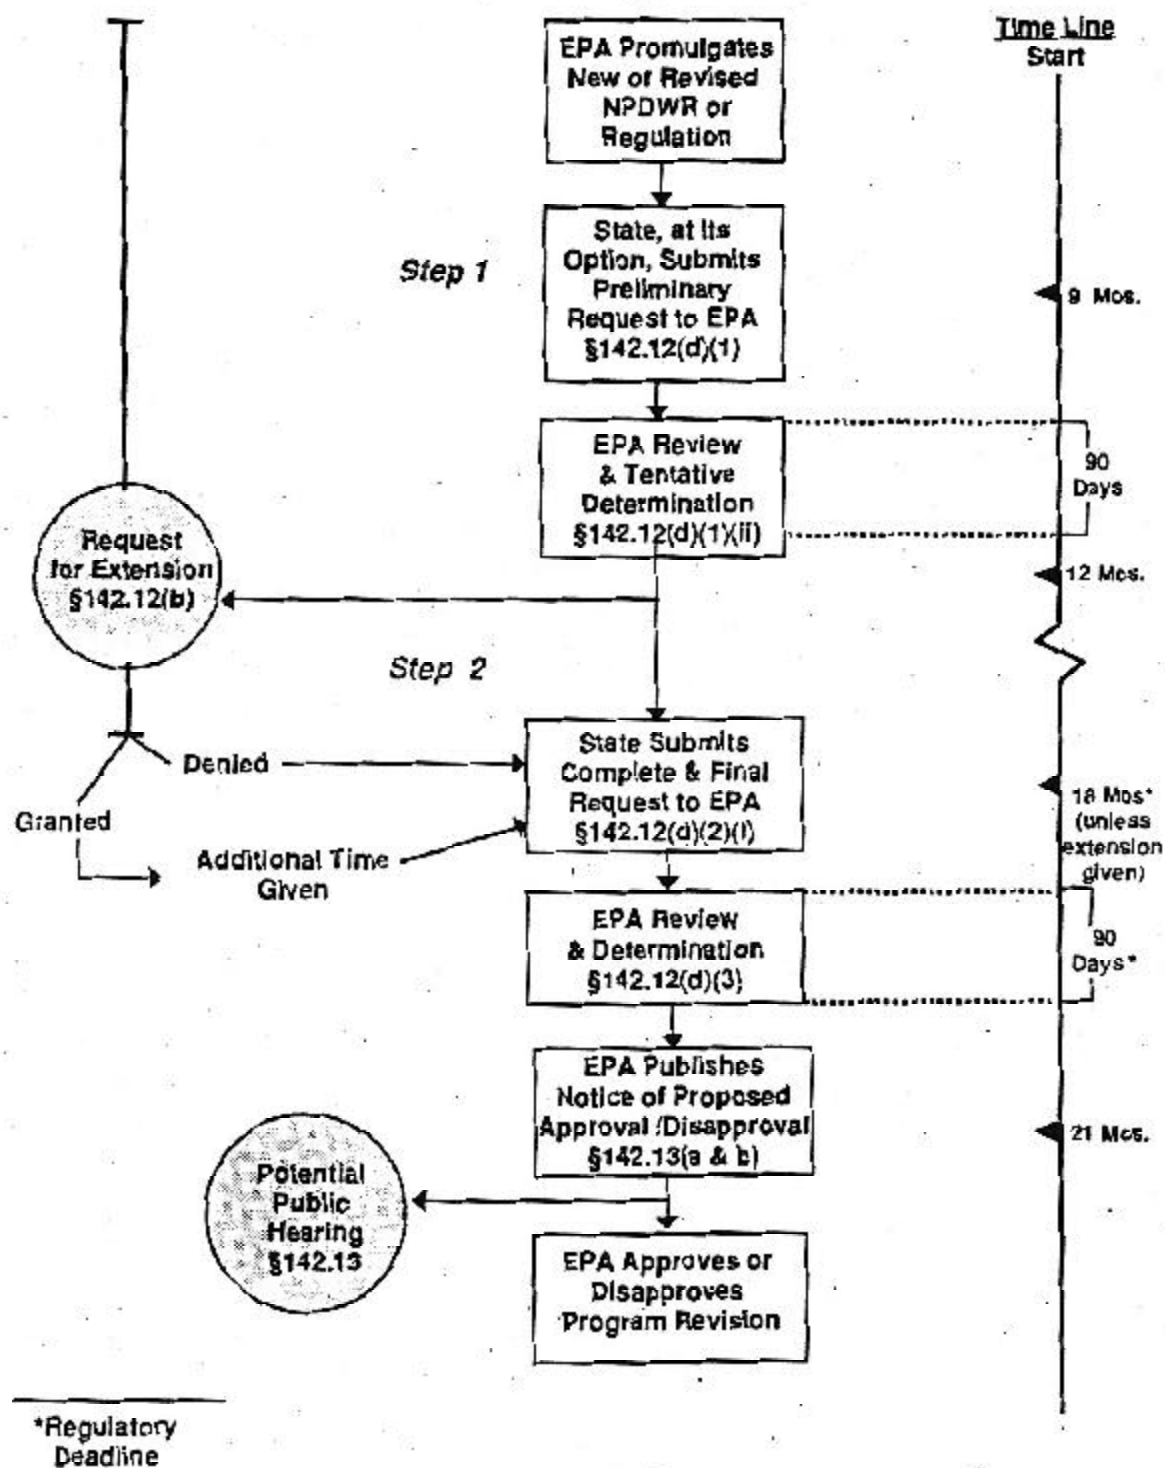 Time Line
Start
EPA Promulgates
New or Revised
NPDWR or
Regulation
Step 1
State, at Its
Option, Submits
Preliminary
Request to EPA
§142.12(d)(1)
9 Mos.
EPA Review
& Tentative
Determination
§142.12(d)(1)(ii)
90
Days
12 Mos.
Request
for Extension
§142.12(b)
Step 2
State Submits
Complete & Final
Request to EPA
§142.12(d)(2)(i)
Denied
Granted
Additional Time
Given
18 Mos*
(unless
extension
given)
EPA Review
& Determination
§142.12(d)(3)
90
Days*
EPA Publishes
Notice of Proposed
Approval /Disapproval
§142.13(a & b)
21 Mos.
Potential
Public
Hearing
§142.13
EPA Approves or
Disapproves
Program Revision
*Regulatory
Deadline